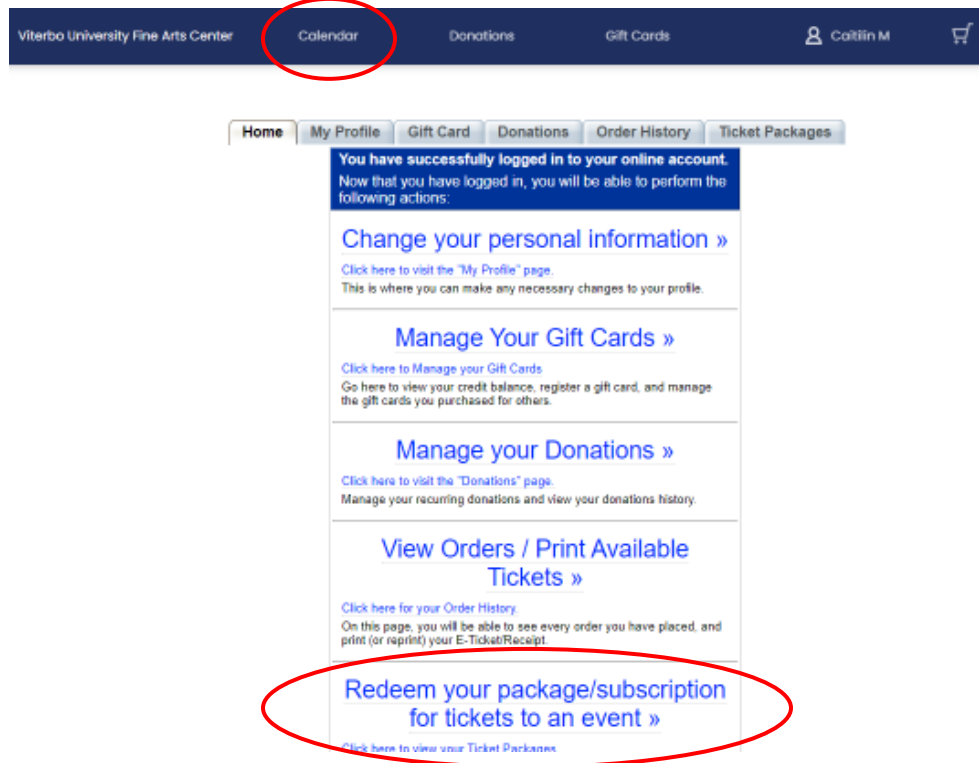 Viterbo University Fine Arts Center Calendar Donations Gift Cards Caitilin M
Home My Profile Gift Card Donations Order History Ticket Packages
You have successfully logged in to your online account.
Now that you have logged in, you will be able to perform the
following actions:
Change your personal information »
Click here to visit the "My Profile" page.
This is where you can make any necessary changes to your profile.
Manage Your Gift Cards »
Click here to Manage your Gift Cards
Go here to view your credit balance, register a gift card, and manage
the gift cards you purchased for others.
Manage your Donations »
Click here to visit the "Donations" page.
Manage your recurring donations and view your donations history.
View Orders / Print Available
Tickets »
Click here for your Order History.
On this page, you will be able to see every order you have placed, and
print (or reprint) your E-Ticket/Receipt.
Redeem your package/subscription
for tickets to an event »
Click here to view your Ticket Packages